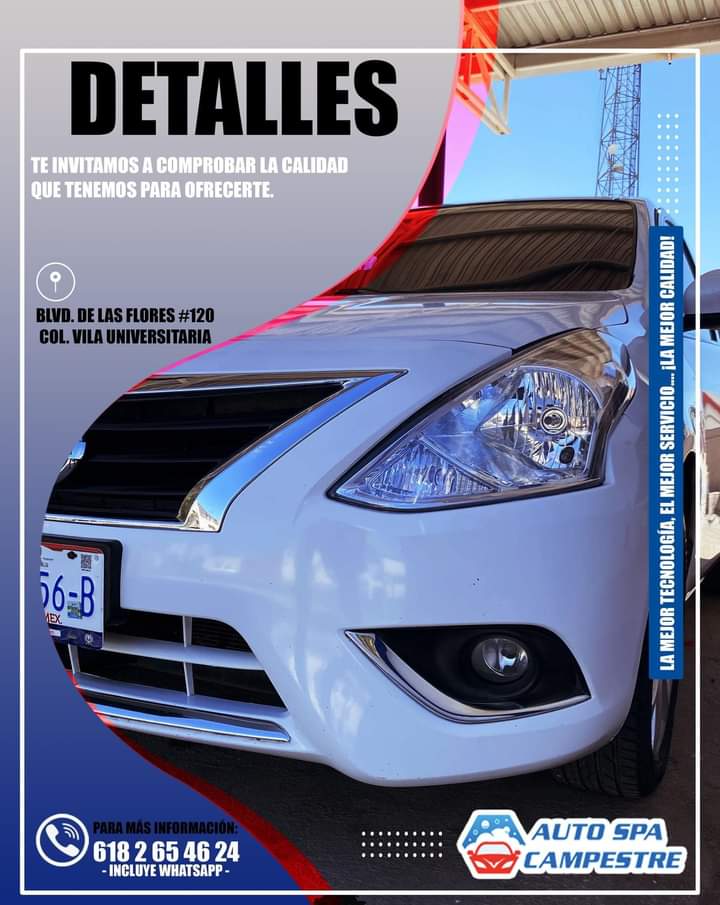 DETALLES
TE INVITAMOS A COMPROBAR LA CALIDAD
QUE TENEMOS PARA OFRECERTE.
BLVD. DE LAS FLORES #120
COL. VILA UNIVERSITARIA
LA MEJOR TECNOLOGÍA, EL MEJOR SERVICIO.... ¡LA MEJOR CALIDAD!
56-B
MEX.
PARA MÁS INFORMACIÓN:
618 2 65 46 24
- INCLUYE WHATSAPP -
AUTO SPA
CAMPESTRE